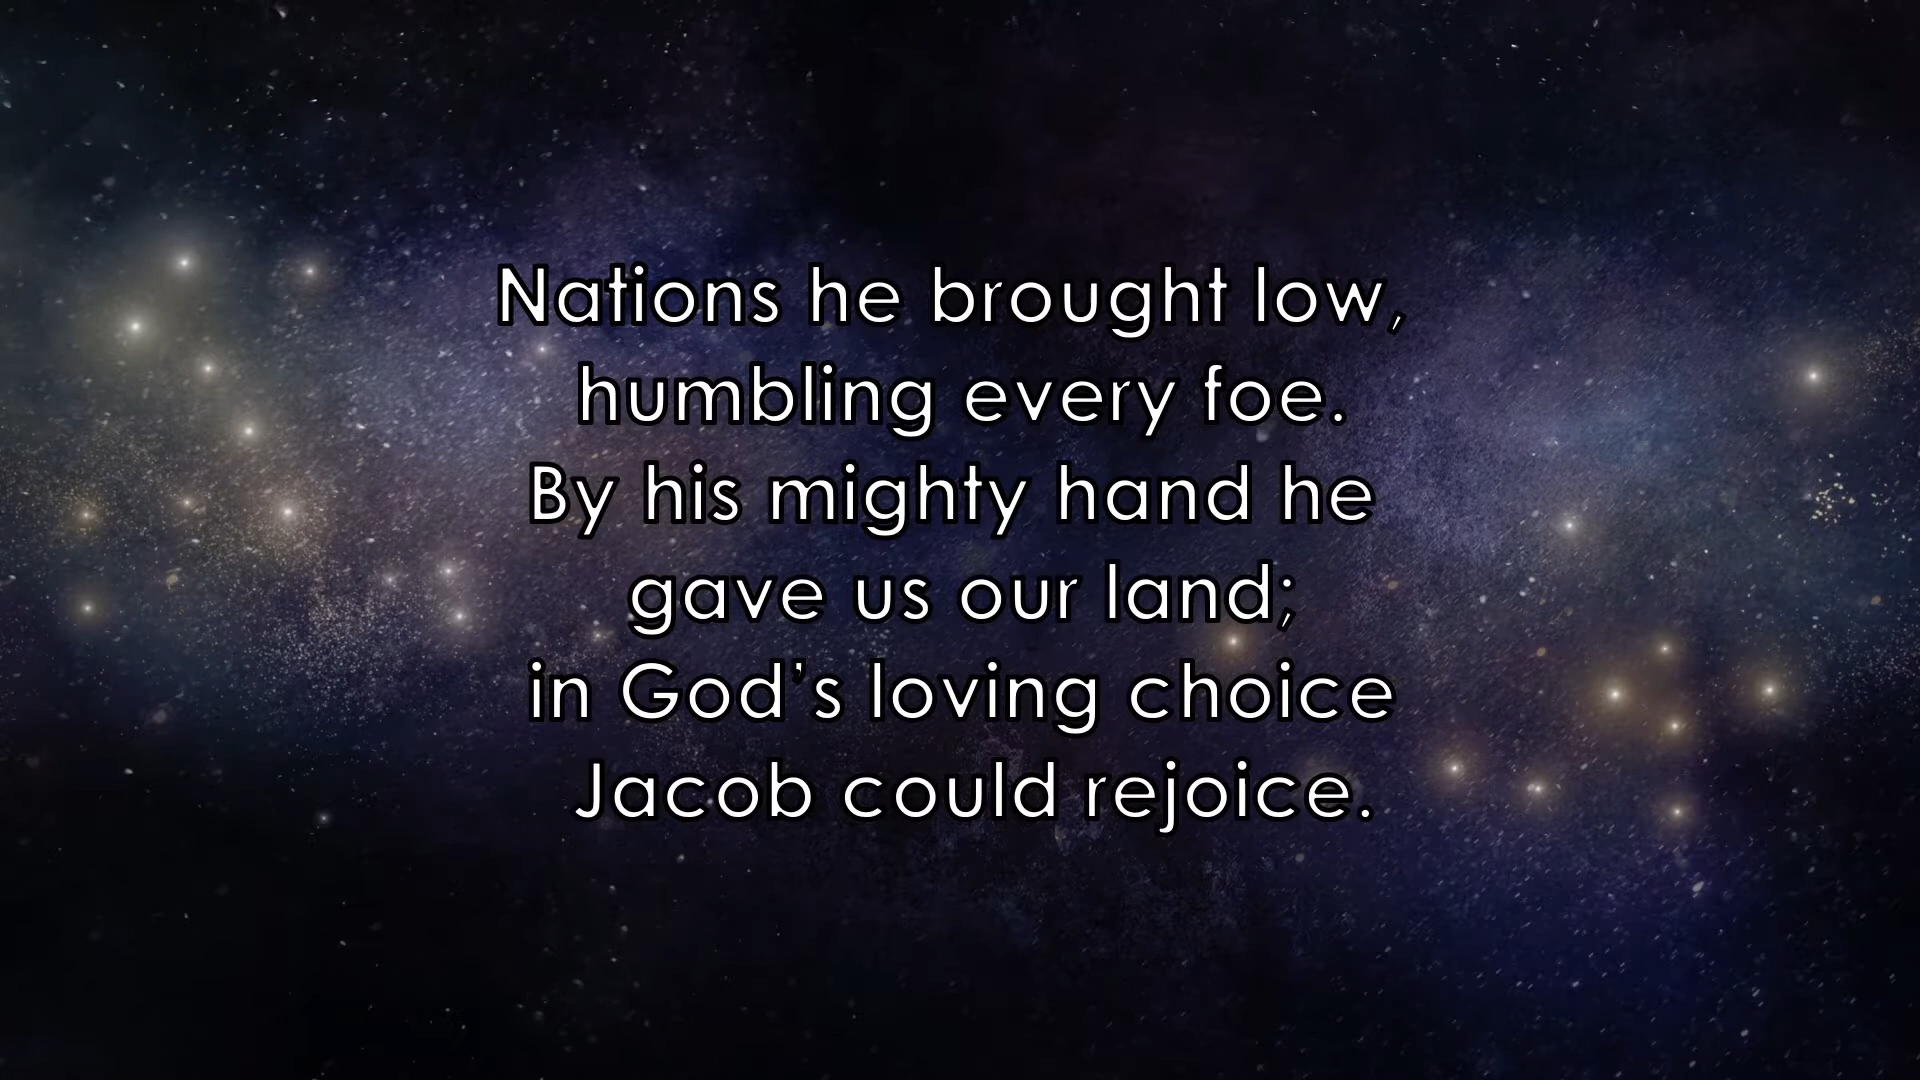 Nations he brought low,
humbling every foe.
By his mighty hand he
gave us our land;
in God’s loving choice
Jacob could rejoice.